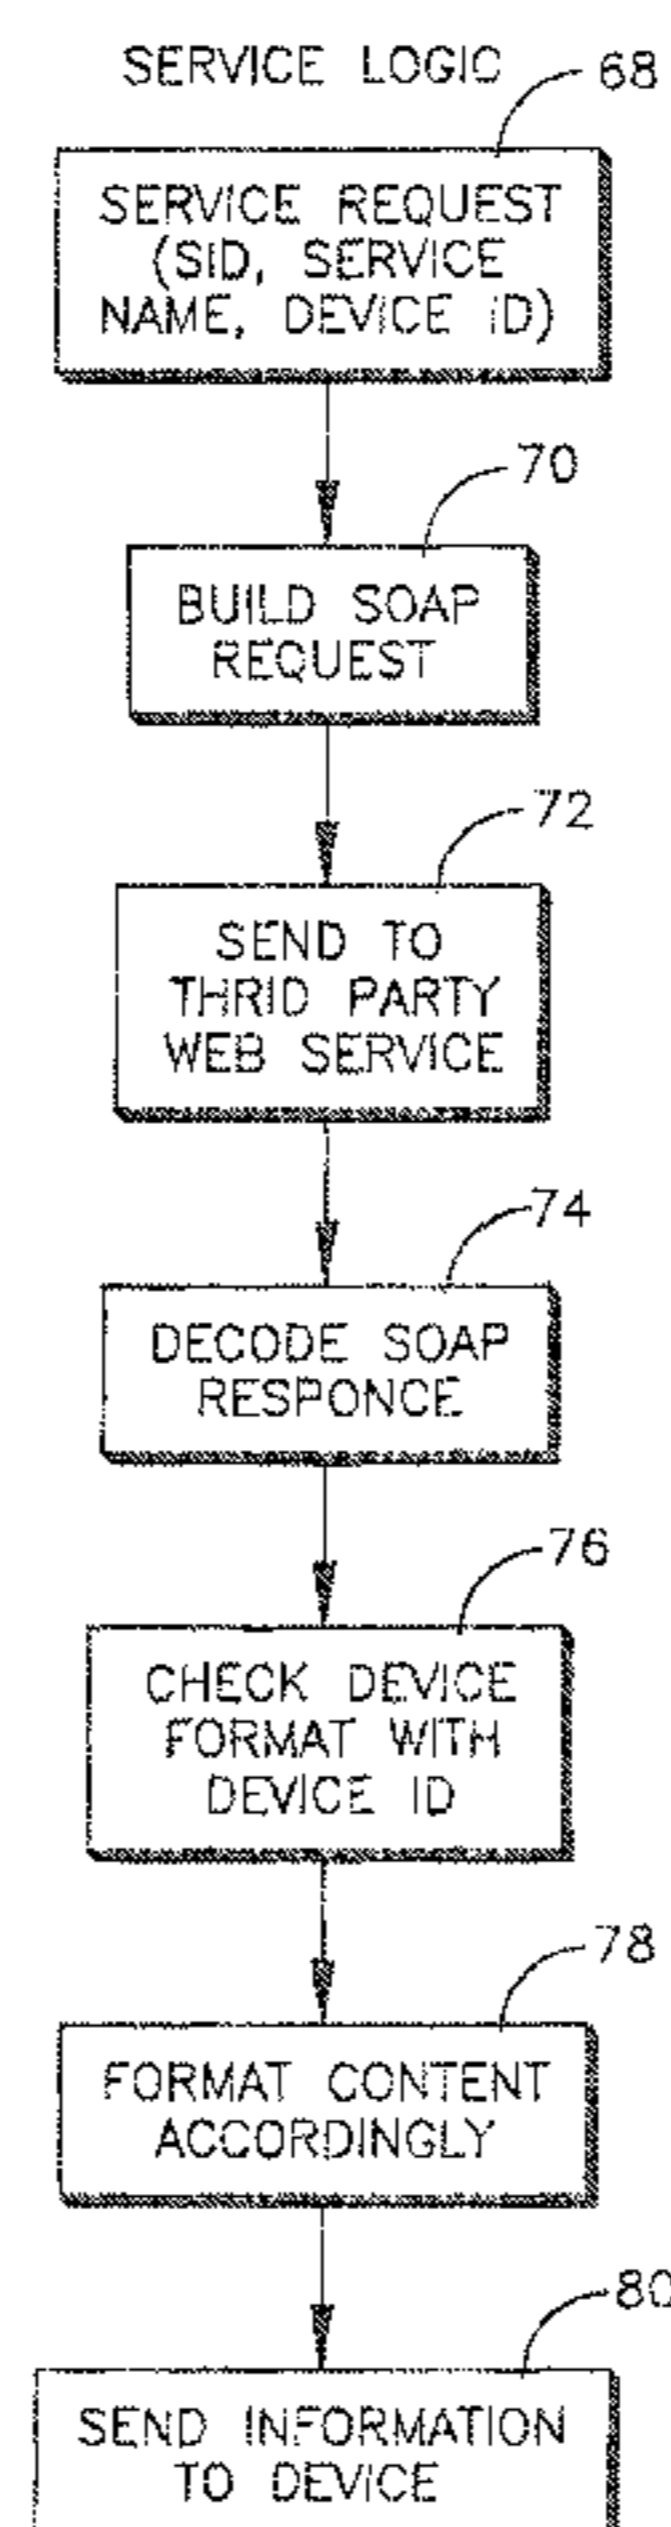 SERVICE LOGIC
68
SERVICE REQUEST
(SID, SERVICE
NAME, DEVICE ID)
70
BUILD SOAP
REQUEST
72
SEND TO
THRID PARTY
WEB SERVICE
74
DECODE SOAP
RESPONCE
76
CHECK DEVICE
FORMAT WITH
DEVICE ID
78
FORMAT CONTENT
ACCORDINGLY
80
SEND INFORMATION
TO DEVICE